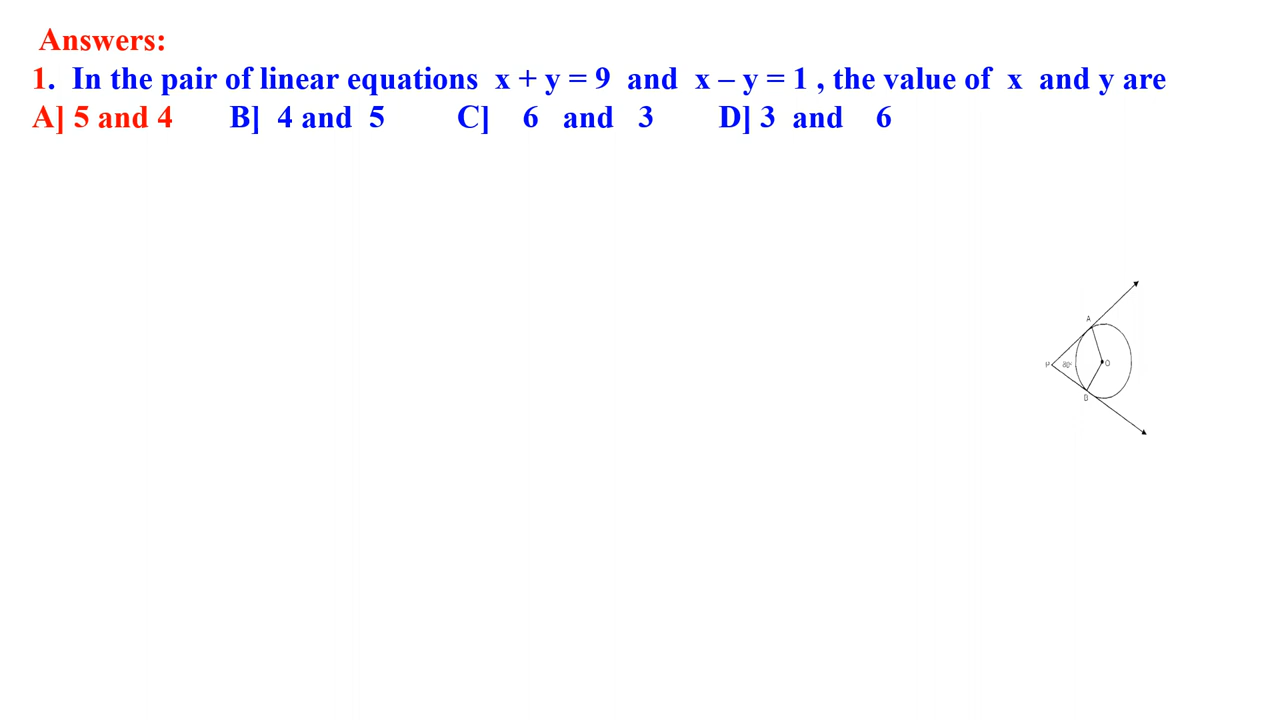 Answers:
1. In the pair of linear equations x + y = 9 and x – y = 1 , the value of x and y are
A] 5 and 4 B] 4 and 5 C] 6 and 3 D] 3 and 6
A
P 80° O
B